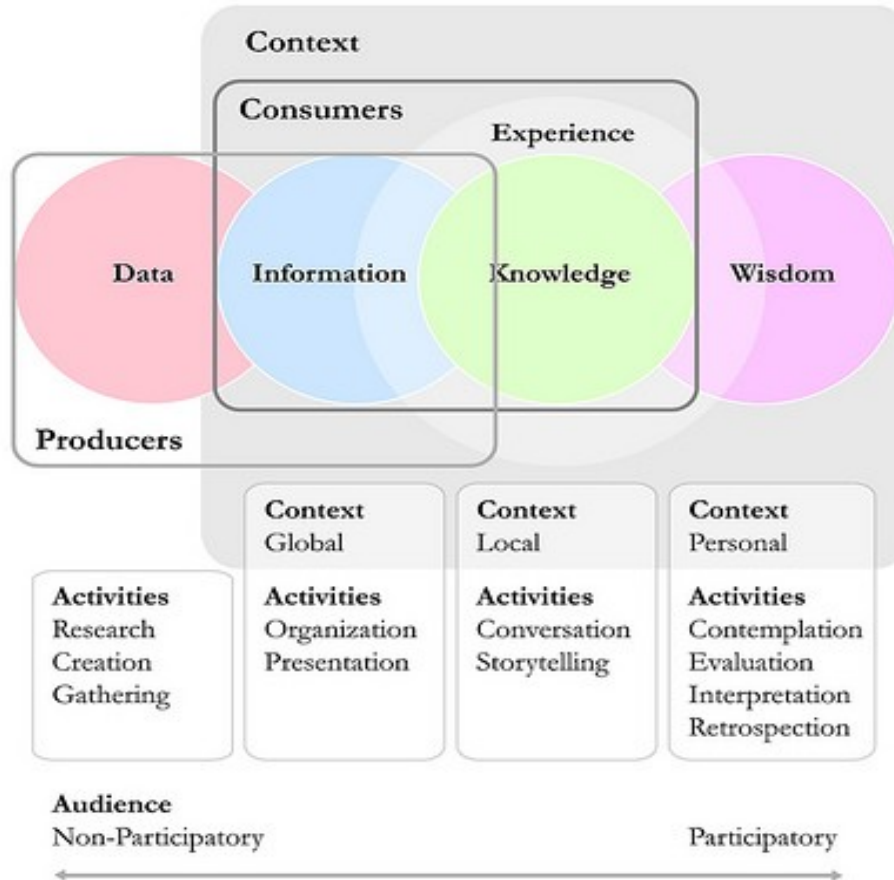 Context
Consumers
Experience
Data
Information
Knowledge
Wisdom
Producers
Context
Global
Context
Local
Context
Personal
Activities
Research
Creation
Gathering
Activities
Organization
Presentation
Activities
Conversation
Storytelling
Activities
Contemplation
Evaluation
Interpretation
Retrospection
Audience
Non-Participatory
Participatory